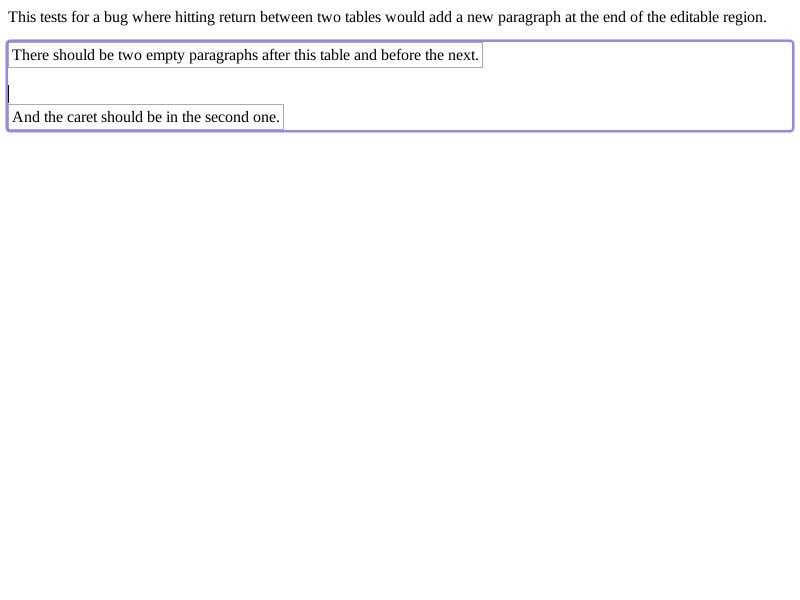 This tests for a bug where hitting return between two tables would add a new paragraph at the end of the editable region.
There should be two empty paragraphs after this table and before the next.
And the caret should be in the second one.